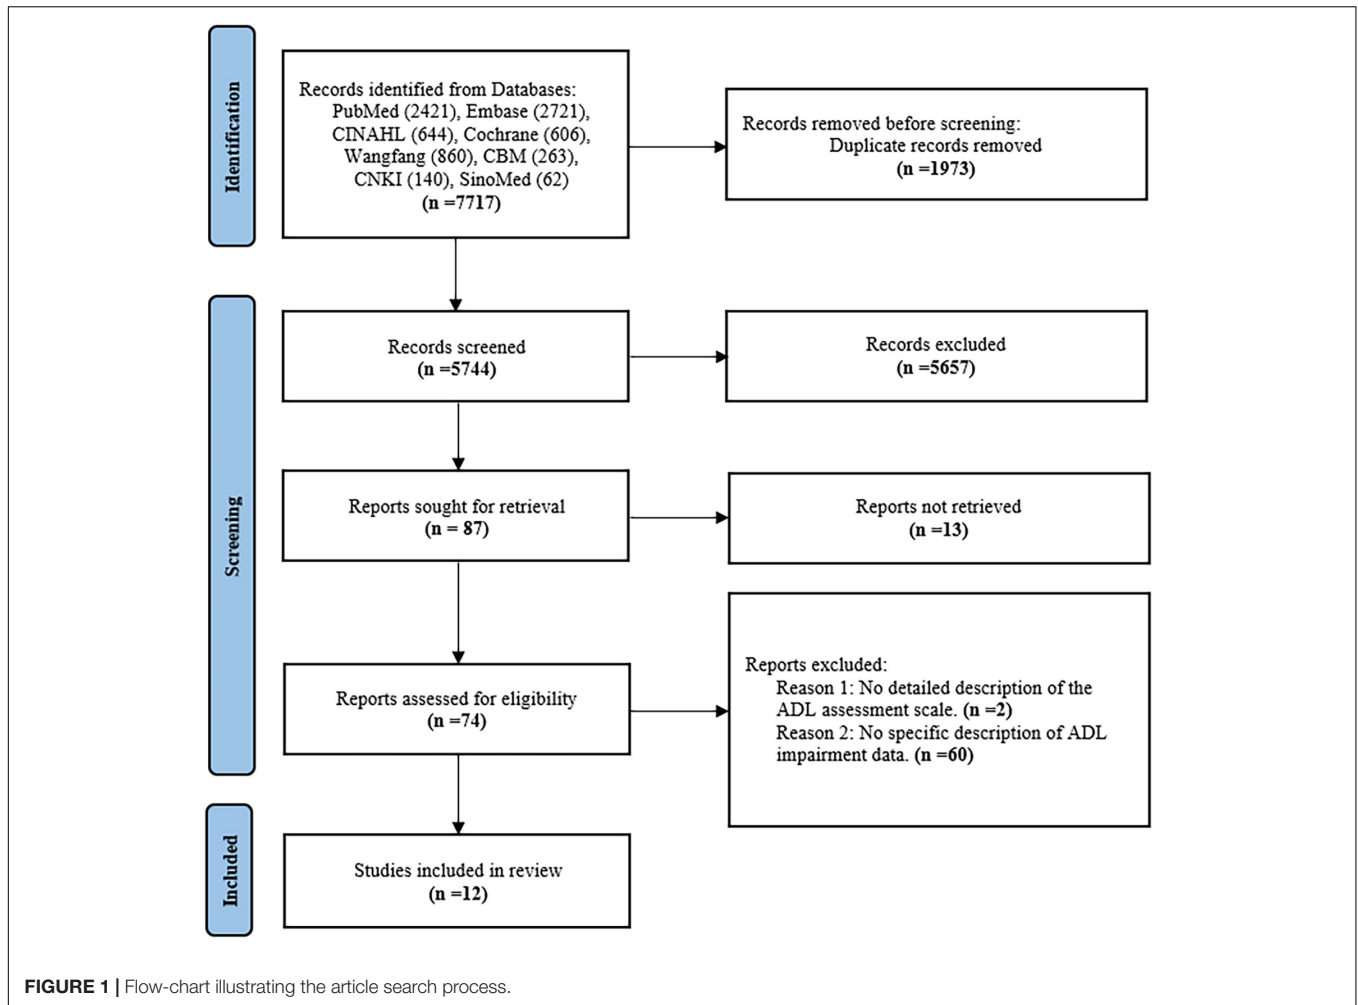 Identification
Records identified from Databases:
PubMed (2421), Embase (2721),
CINAHL (644), Cochrane (606),
Wangfang (860), CBM (263),
CNKI (140), SinoMed (62)
(n =7717)
Records removed before screening:
Duplicate records removed
(n =1973)
Screening
Records screened
(n =5744)
Records excluded
(n =5657)
Reports sought for retrieval
(n = 87)
Reports not retrieved
(n =13)
Reports assessed for eligibility
(n =74)
Reports excluded:
Reason 1: No detailed description of the
ADL assessment scale. (n =2)
Reason 2: No specific description of ADL
impairment data. (n =60)
Included
Studies included in review
(n =12)
FIGURE 1 | Flow-chart illustrating the article search process.